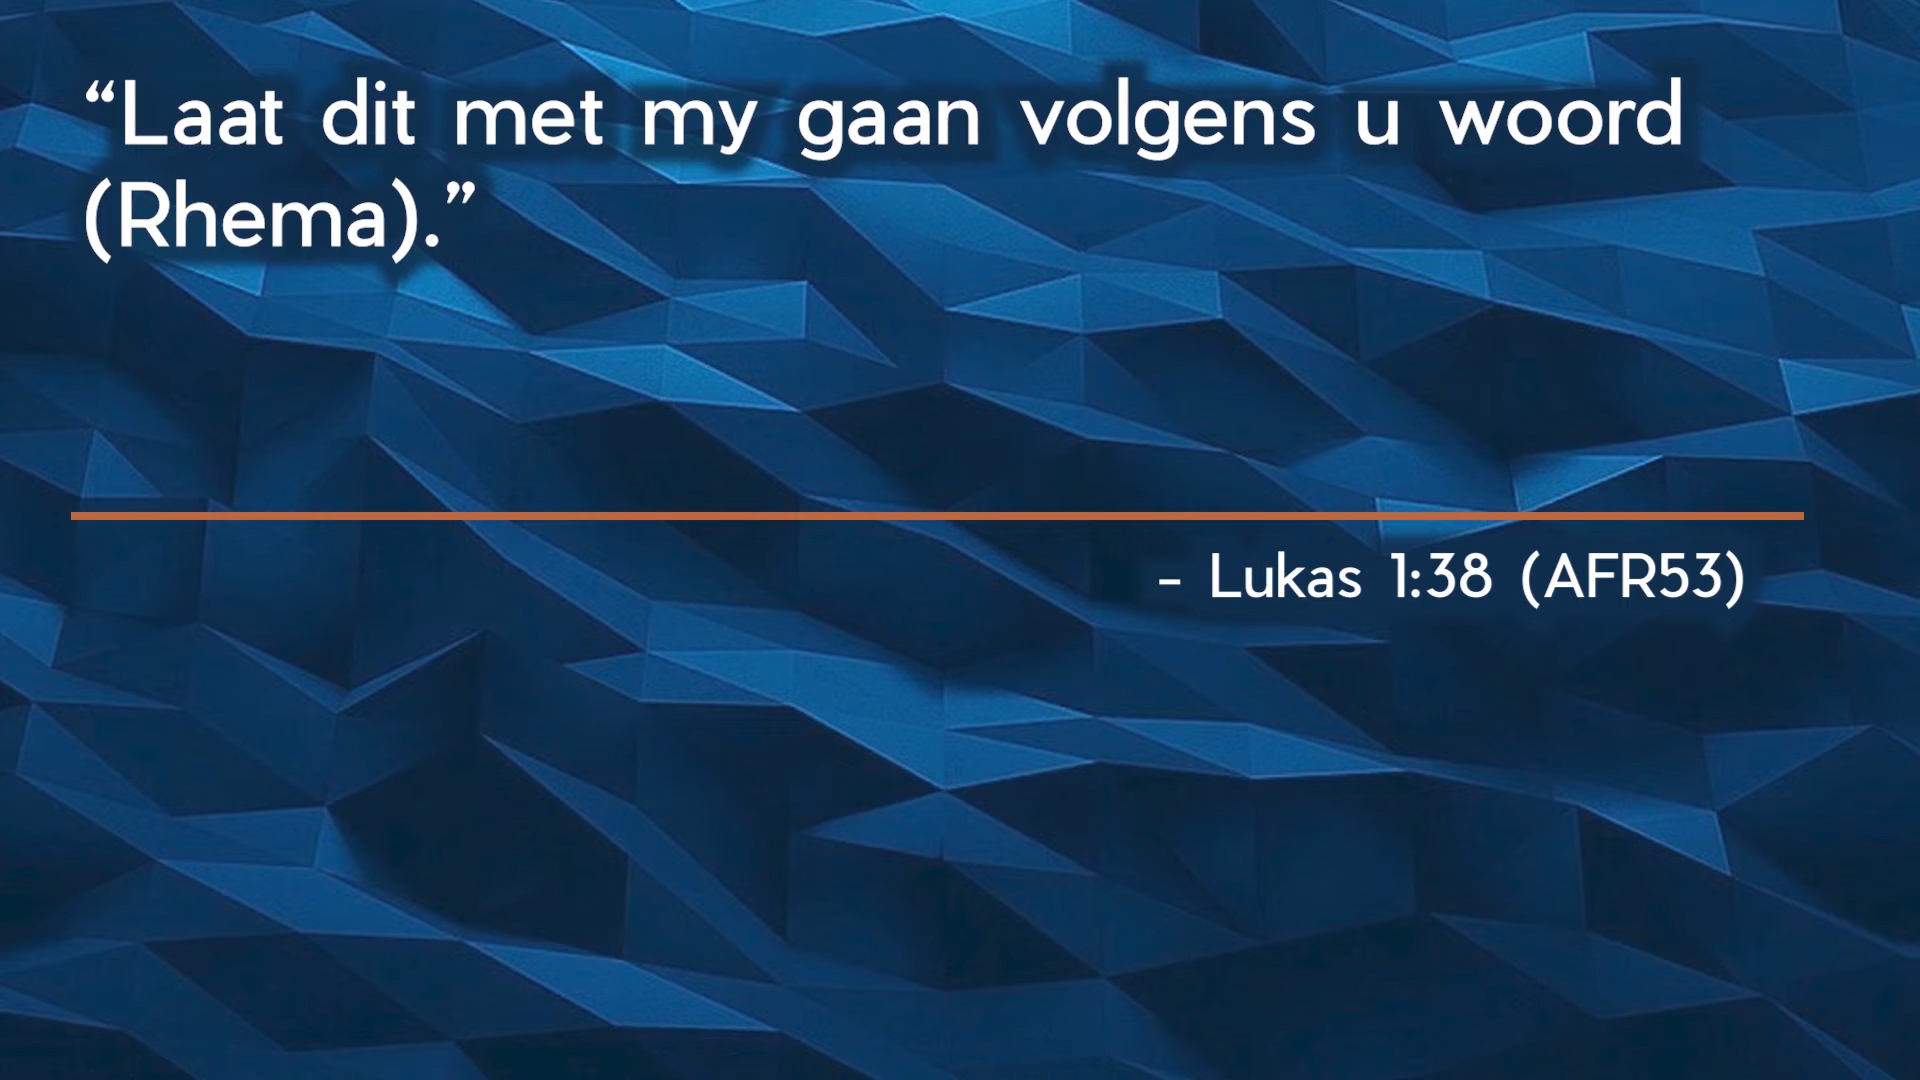 “Laat dit met my gaan volgens u woord
(Rhema).”
- Lukas 1:38 (AFR53)